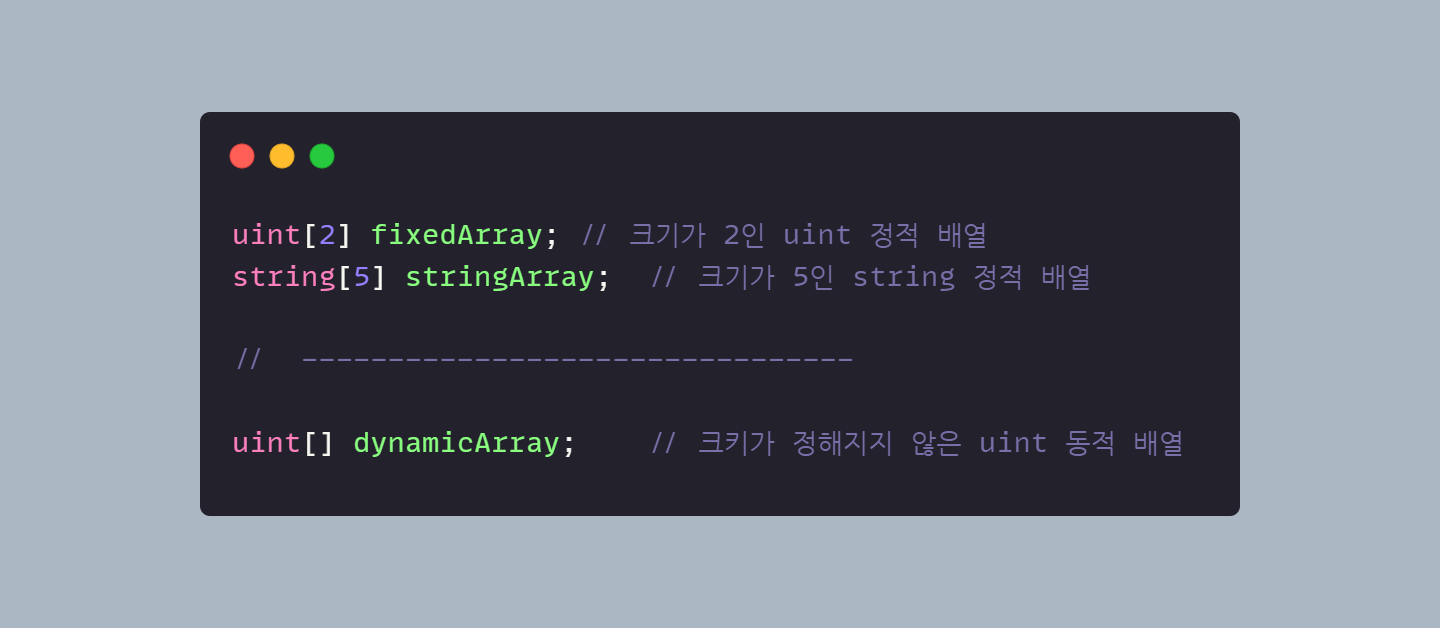 uint[2] fixedArray; // 크기가 2인 uint 정적 배열
string[5] stringArray;  // 크기가 5인 string 정적 배열
//  --------------------------------
uint[] dynamicArray;    // 크키가 정해지지 않은 uint 동적 배열